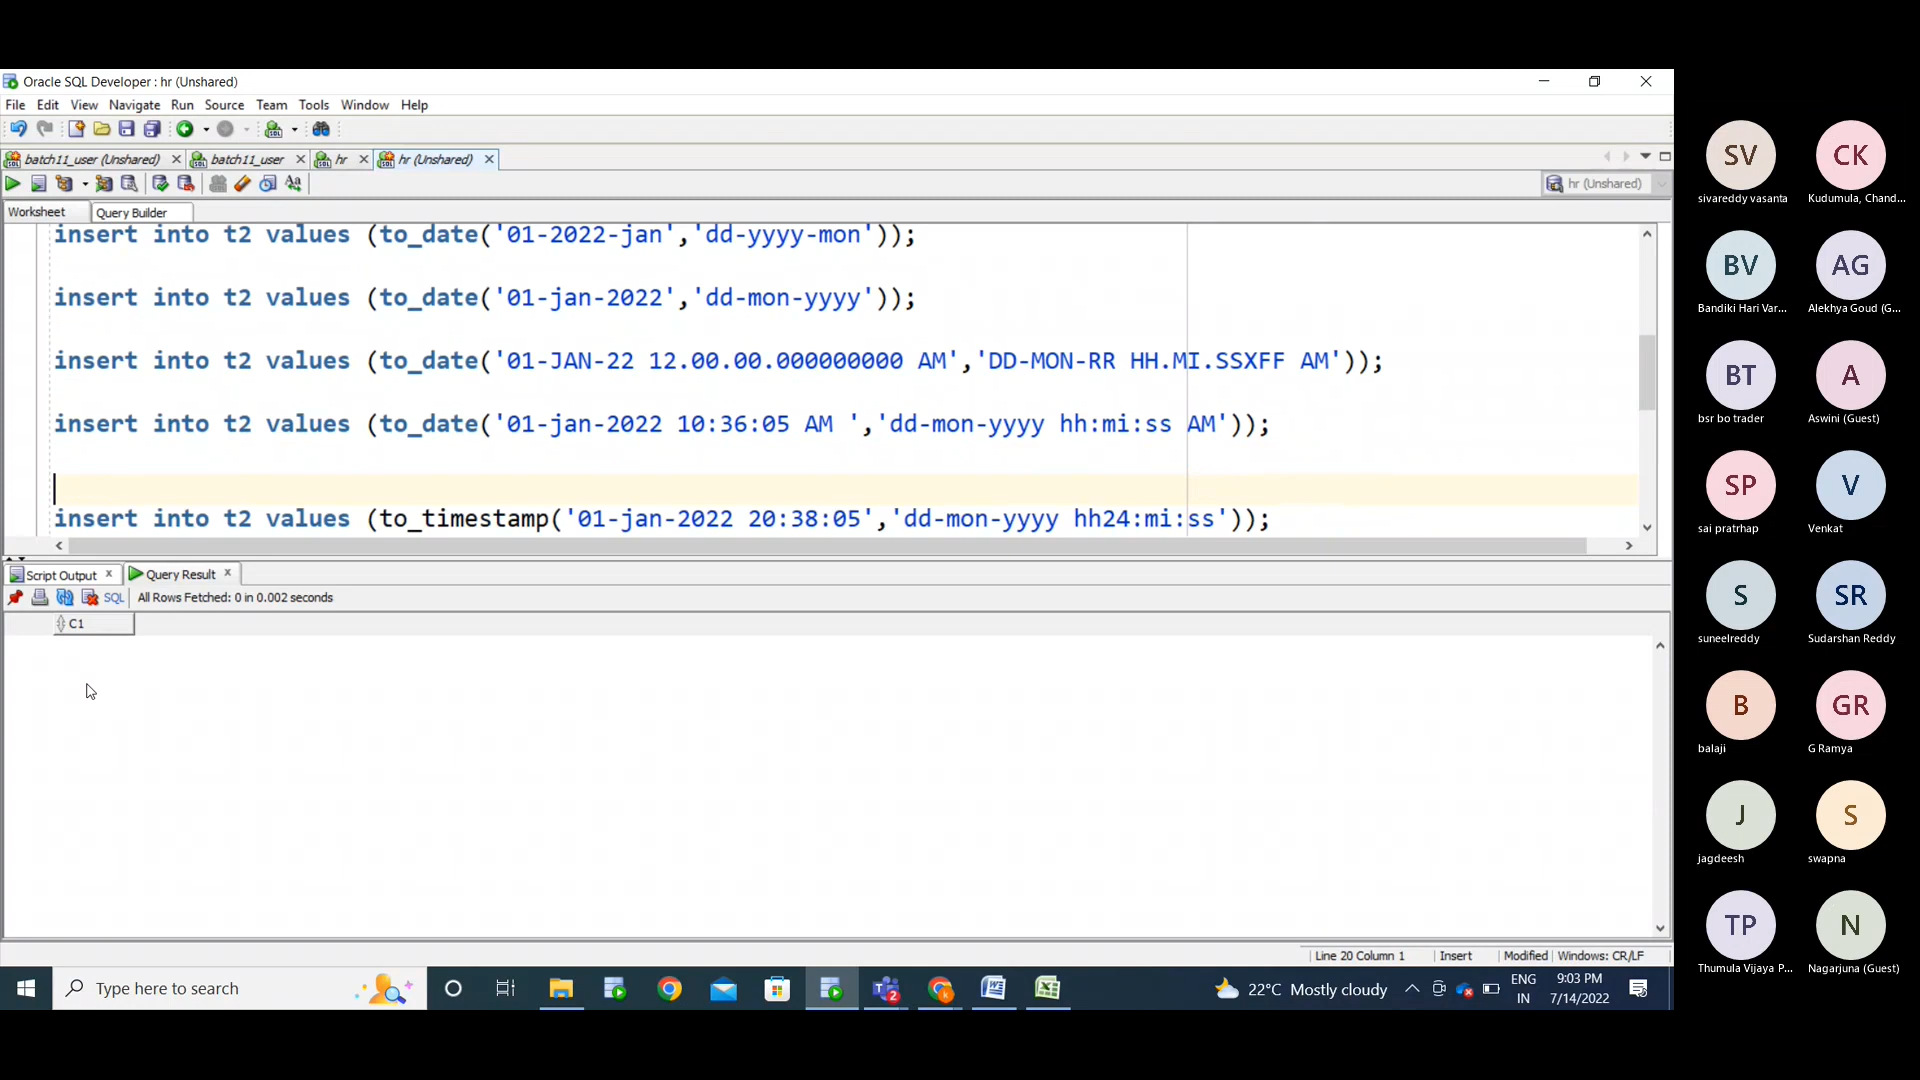 Oracle SQL Developer : hr (Unshared)
File Edit View Navigate Run Source Team Tools Window Help
batch11_user (Unshared) batch11_user hr hr (Unshared)
hr (Unshared)
Worksheet Query Builder
insert into t2 values (to_date('01-2022-jan','dd-yyyy-mon'));
insert into t2 values (to_date('01-jan-2022','dd-mon-yyyy'));
insert into t2 values (to_date('01-JAN-22 12.00.00.000000000 AM','DD-MON-RR HH.MI.SSXFF AM'));
insert into t2 values (to_date('01-jan-2022 10:36:05 AM ','dd-mon-yyyy hh:mi:ss AM'));
insert into t2 values (to_timestamp('01-jan-2022 20:38:05','dd-mon-yyyy hh24:mi:ss'));
Script Output Query Result
SQL All Rows Fetched: 0 in 0.002 seconds
C1
Line 20 Column 1 Insert Modified Windows: CR/LF
Type here to search
2
22°C Mostly cloudy
ENG
IN
9:03 PM
7/14/2022
SV CK
sivareddy vasanta Kudumula, Chand...
BV AG
Bandiki Hari Var... Alekhya Goud (G...
BT A
bsr bo trader Aswini (Guest)
SP V
sai pratrhap Venkat
S SR
suneelreddy Sudarshan Reddy
B GR
balaji G Ramya
J S
jagdeesh swapna
TP N
Thumula Vijaya P... Nagarjuna (Guest)